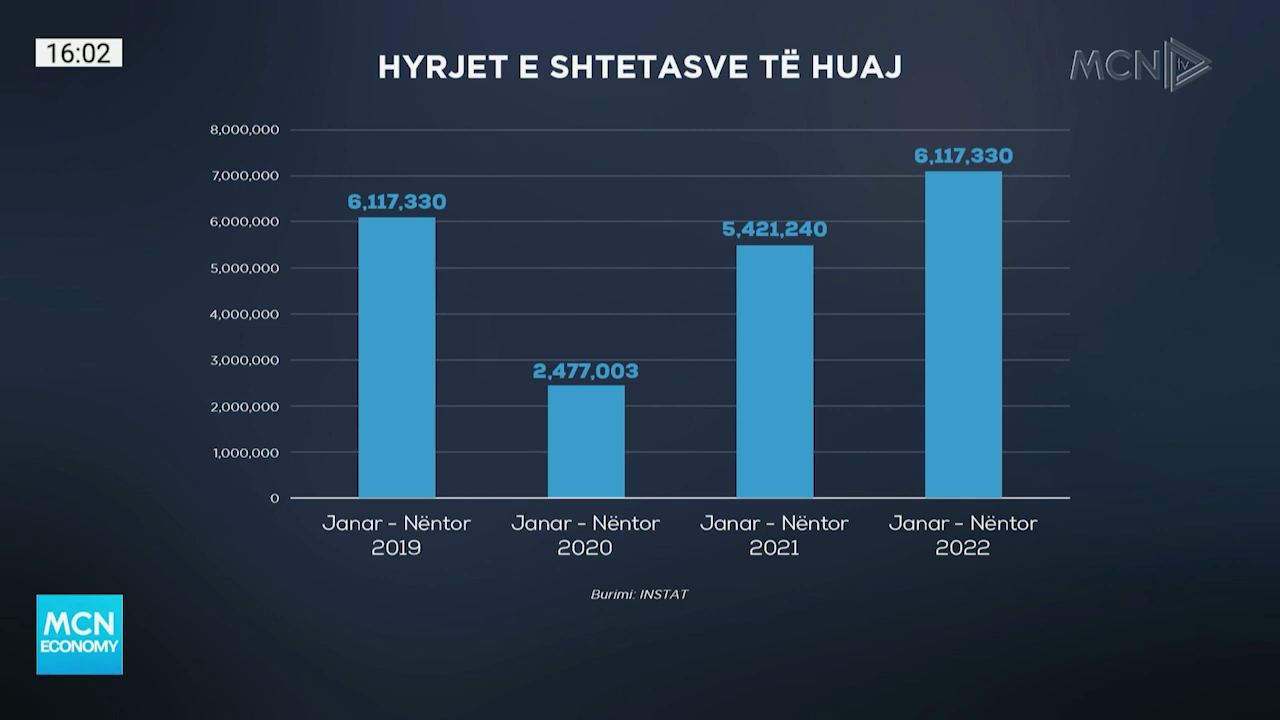 16:02
HYRJET E SHTETASVE TË HUAJ
MCN tv
8,000,000
7,000,000
6,000,000
5,000,000
4,000,000
3,000,000
2,000,000
1,000,000
0
6,117,330
2,477,003
5,421,240
6,117,330
Janar - Nëntor
2019
Janar - Nëntor
2020
Janar - Nëntor
2021
Janar - Nëntor
2022
Burimi: INSTAT
MCN
ECONOMY